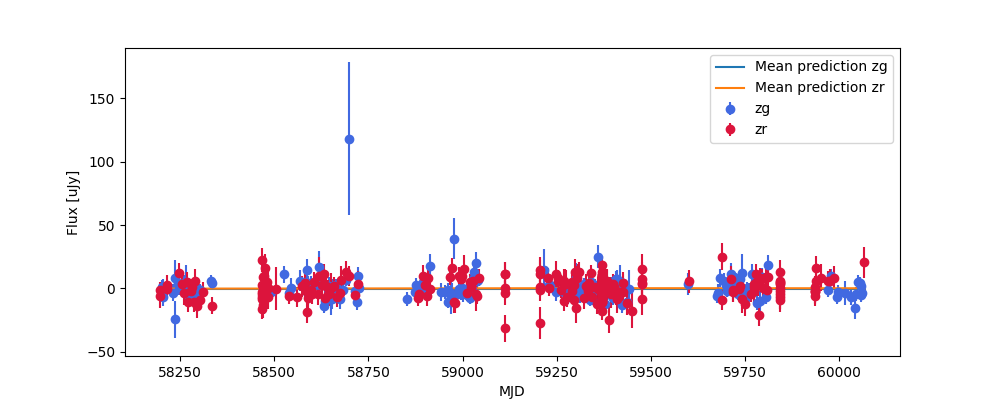 Mean prediction zg
Mean prediction zr
zg
zr
150
100
50
0
−50
Flux [uJy]
58250
58500
58750
59000
59250
59500
59750
60000
MJD